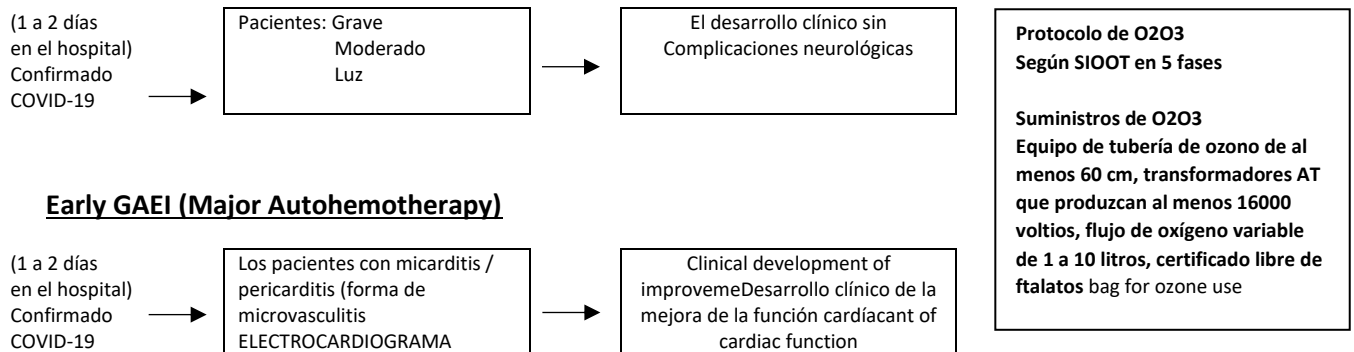 (1 a 2 días
en el hospital)
Confirmado
COVID-19
Pacientes: Grave
Moderado
Luz
El desarrollo clínico sin
Complicaciones neurológicas
Protocolo de O2O3
Según SIOOT en 5 fases
Suministros de O2O3
Equipo de tubería de ozono de al
menos 60 cm, transformadores AT
que produzcan al menos 16000
voltios, flujo de oxígeno variable
de 1 a 10 litros, certificado libre de
ftalatos bag for ozone use
Early GAEI (Major Autohemotherapy)
(1 a 2 días
en el hospital)
Confirmado
COVID-19
Los pacientes con micarditis /
pericarditis (forma de
microvasculitis
ELECTROCARDIOGRAMA
Clinical development of
improvemeDesarrollo clínico de la
mejora de la función cardíacant of
cardiac function